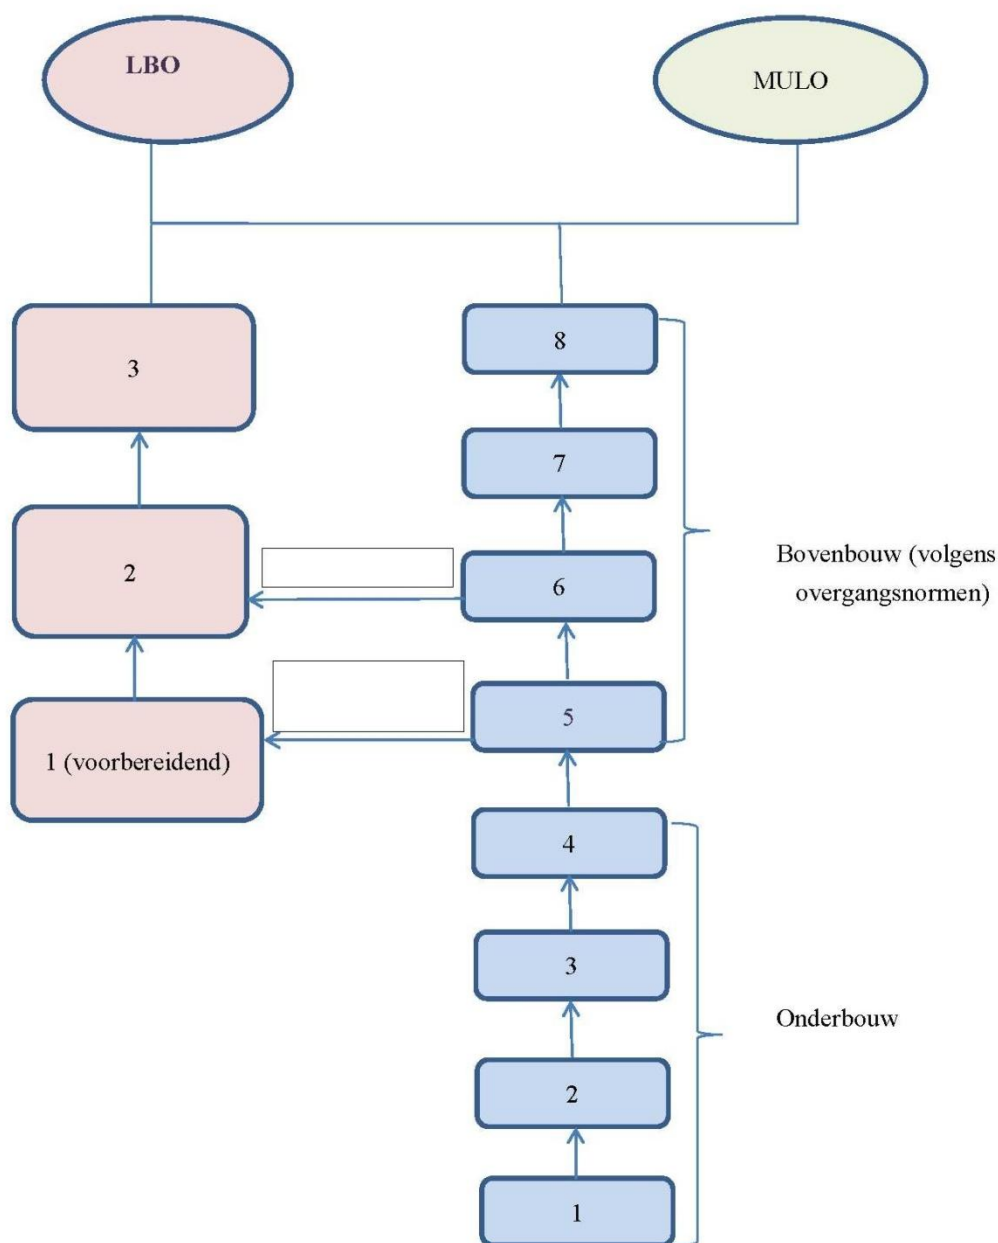 LBO
MULO
3
8
7
2
6
Bovenbouw (volgens
overgangsnormen)
1 (voorbereidend)
5
4
3
Onderbouw
2
1